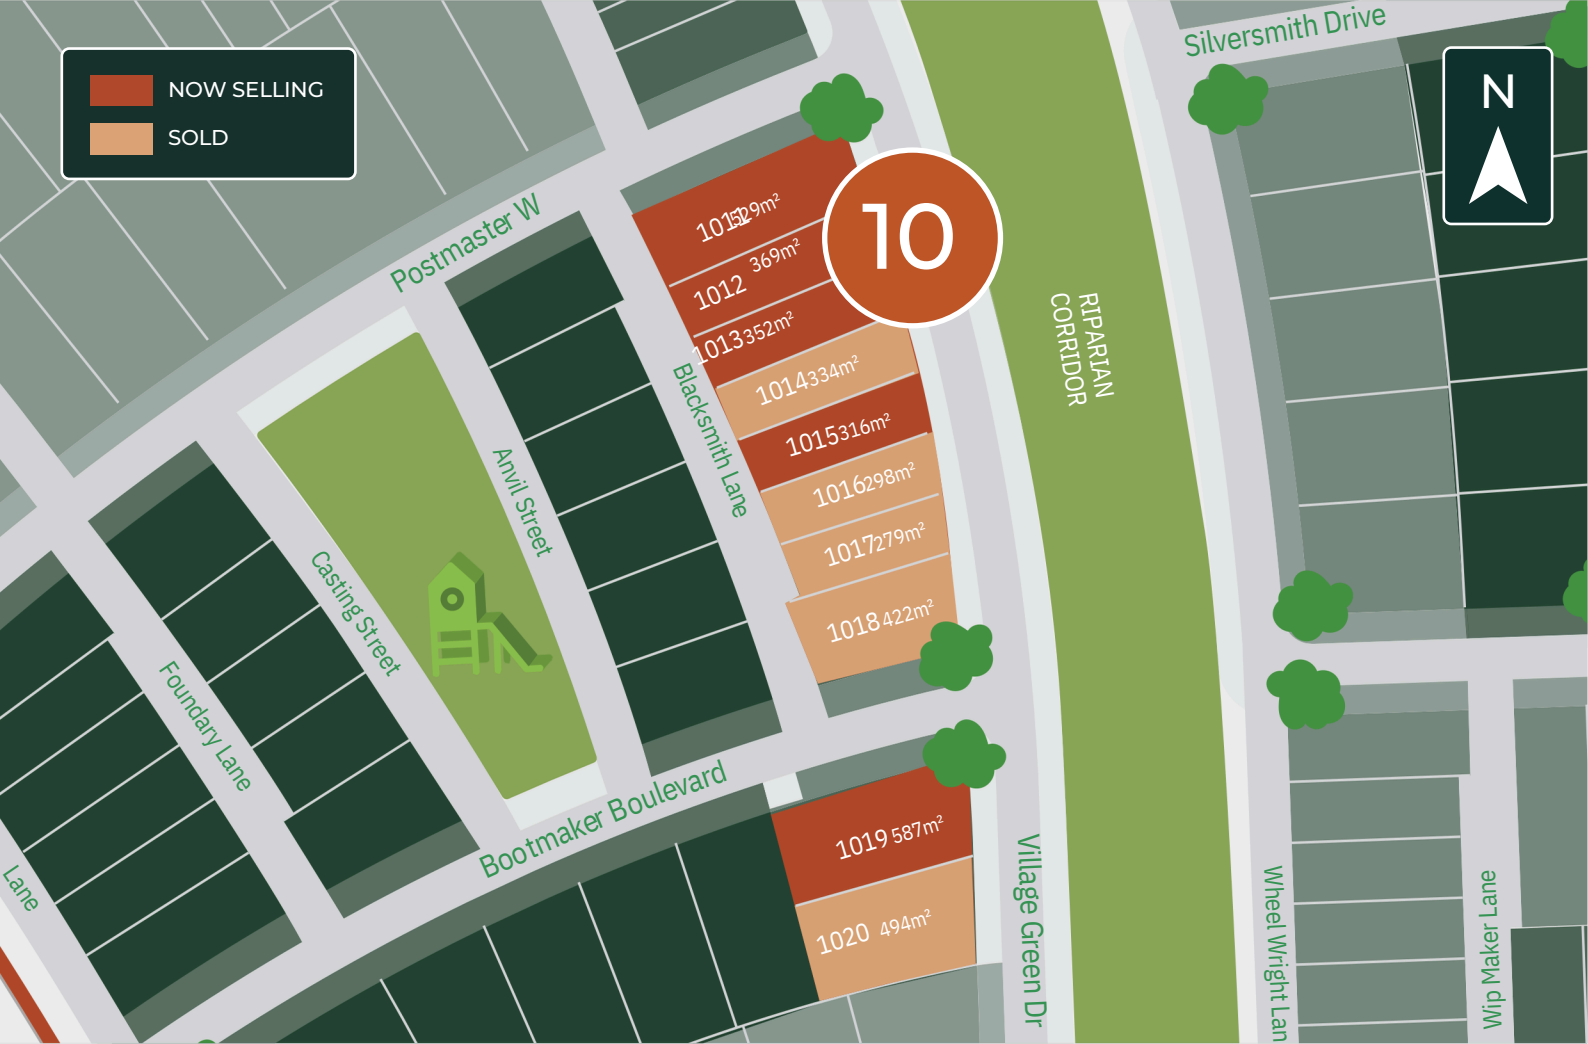 NOW SELLING
SOLD
Silversmith Drive
N
Postmaster W
1011 529m²
1012 369m²
1013 352m²
1014 334m²
1015 316m²
1016 298m²
1017 279m²
1018 422m²
10
RIPARIAN
CORRIDOR
Blacksmith Lane
Anvil Street
Casting Street
Foundary Lane
Lane
Bootmaker Boulevard
1019 587m²
1020 494m²
Village Green Dr
Wheel Wright Lan
Wip Maker Lane